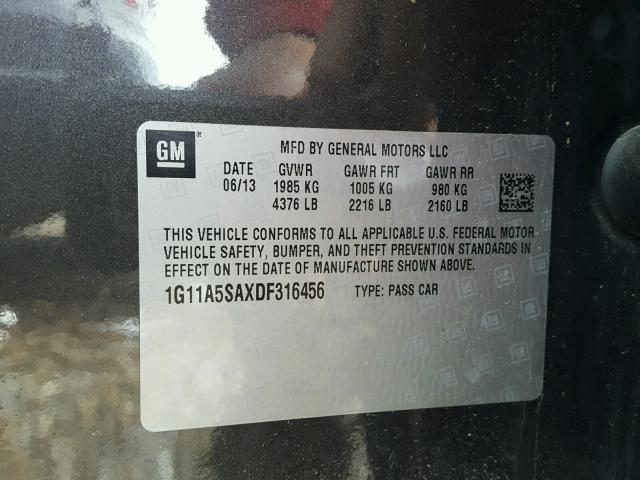 GM ®
MFD BY GENERAL MOTORS LLC
DATE GVWR GAWR FRT GAWR RR
06/13 1985 KG 1005 KG 980 KG
4376 LB 2216 LB 2160 LB
THIS VEHICLE CONFORMS TO ALL APPLICABLE U.S. FEDERAL MOTOR
VEHICLE SAFETY, BUMPER, AND THEFT PREVENTION STANDARDS IN
EFFECT ON THE DATE OF MANUFACTURE SHOWN ABOVE.
1G11A5SAXDF316456 TYPE: PASS CAR